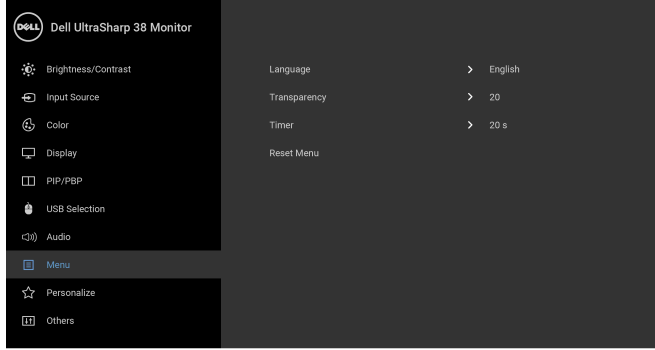 DELL Dell UltraSharp 38 Monitor
Brightness/Contrast
Input Source
Color
Display
PIP/PBP
USB Selection
Audio
Menu
Personalize
Others
Language English
Transparency 20
Timer 20 s
Reset Menu